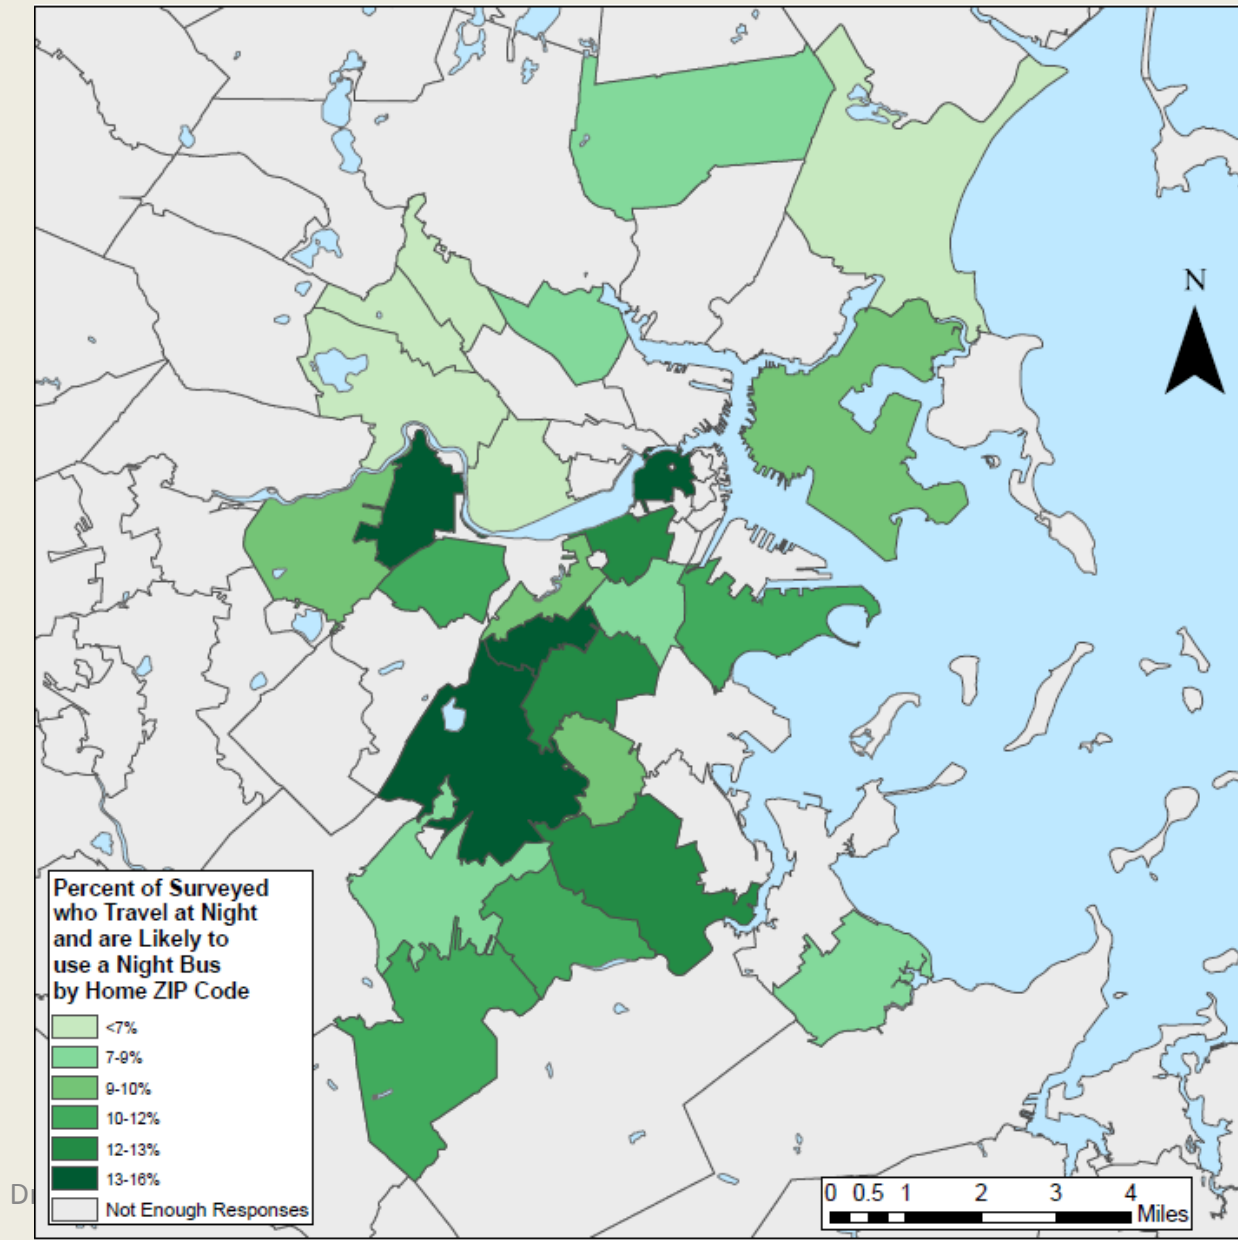 N
Percent of Surveyed
who Travel at Night
and are Likely to
use a Night Bus
by Home ZIP Code
<7%
7-9%
9-10%
10-12%
12-13%
13-16%
Not Enough Responses
0 0.5 1 2 3 4
Miles